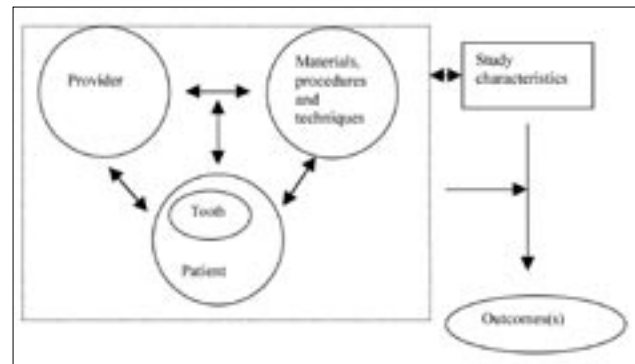 Provider
Materials,
procedures
and
techniques
Study
characteristics
Tooth
Patient
Outcomes(s)